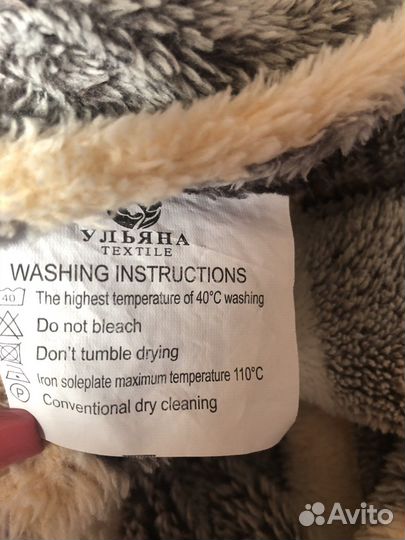 УЛЬЯНА
TEXTILE
WASHING INSTRUCTIONS
40 The highest temperature of 40°C washing
Do not bleach
Don't tumble drying
Iron soleplate maximum temperature 110°C
P Conventional dry cleaning
Avito